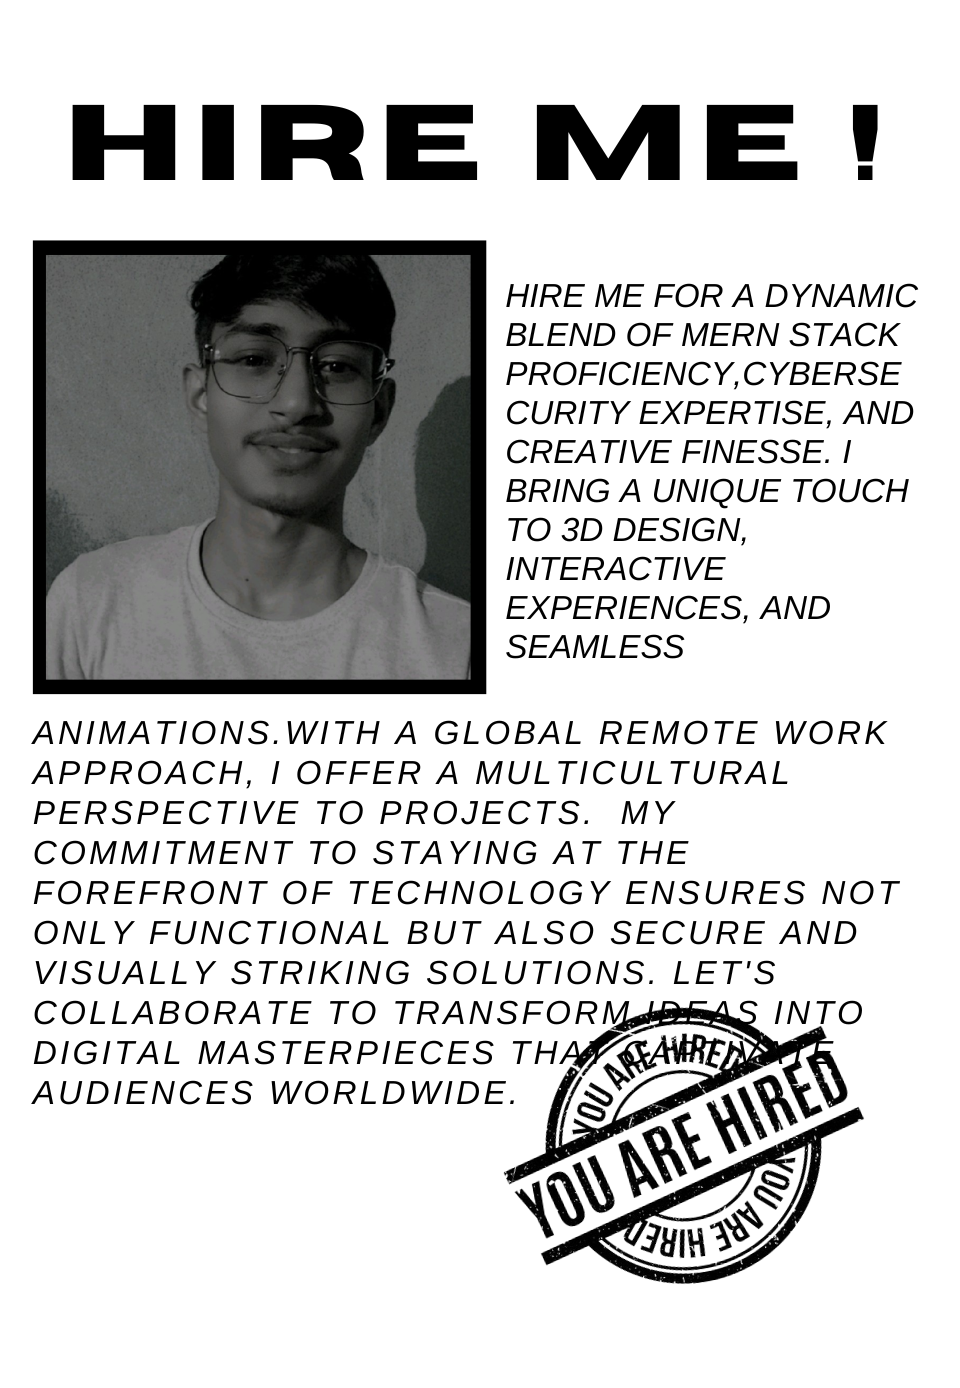 HIRE ME !
HIRE ME FOR A DYNAMIC
BLEND OF MERN STACK
PROFICIENCY,CYBERSE
CURITY EXPERTISE, AND
CREATIVE FINESSE. I
BRING A UNIQUE TOUCH
TO 3D DESIGN,
INTERACTIVE
EXPERIENCES, AND
SEAMLESS
ANIMATIONS.WITH A GLOBAL REMOTE WORK
APPROACH, I OFFER A MULTICULTURAL
PERSPECTIVE TO PROJECTS.  MY
COMMITMENT TO STAYING AT THE
FOREFRONT OF TECHNOLOGY ENSURES NOT
ONLY FUNCTIONAL BUT ALSO SECURE AND
VISUALLY STRIKING SOLUTIONS. LET'S
COLLABORATE TO TRANSFORM IDEAS INTO
DIGITAL MASTERPIECES THAT
AUDIENCES WORLDWIDE.
YOU ARE HIRED
YOU ARE HIRED
YOU ARE HIRED